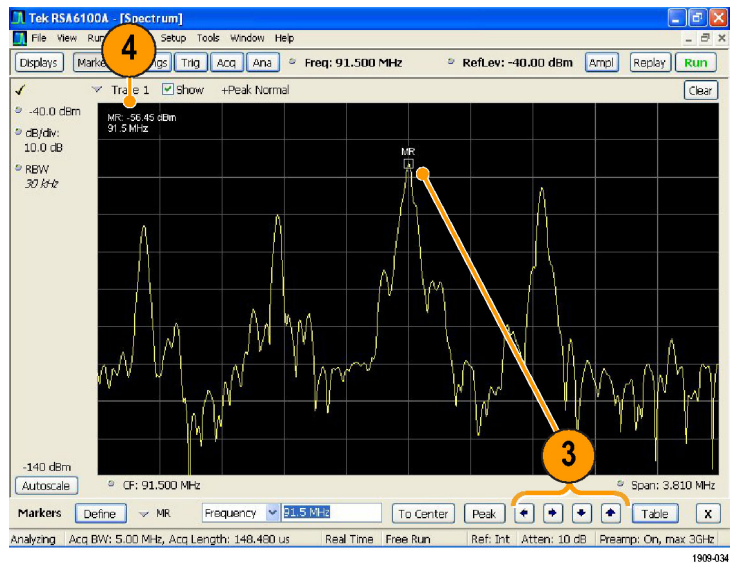 Tek RSA6100A - [Spectrum]
File View Run Setup Tools Window Help
4
Displays Marke gs Trig Acq Ana Freq: 91.500 MHz RefLev: -40.00 dBm Ampl Replay Run
Trace 1 Show +Peak Normal Clear
-40.0 dBm
MR: -56.45 dBm
91.5 MHz
dB/div:
10.0 dB
RBW
30 kHz
MR
3
-140 dBm
Autoscale CF: 91.500 MHz Span: 3.810 MHz
Markers Define MR Frequency 91.5 MHz To Center Peak Table X
Analyzing Acq BW: 5.00 MHz, Acq Length: 148.480 us Real Time Free Run Ref: Int Atten: 10 dB Preamp: On, max 3GHz
1909-034